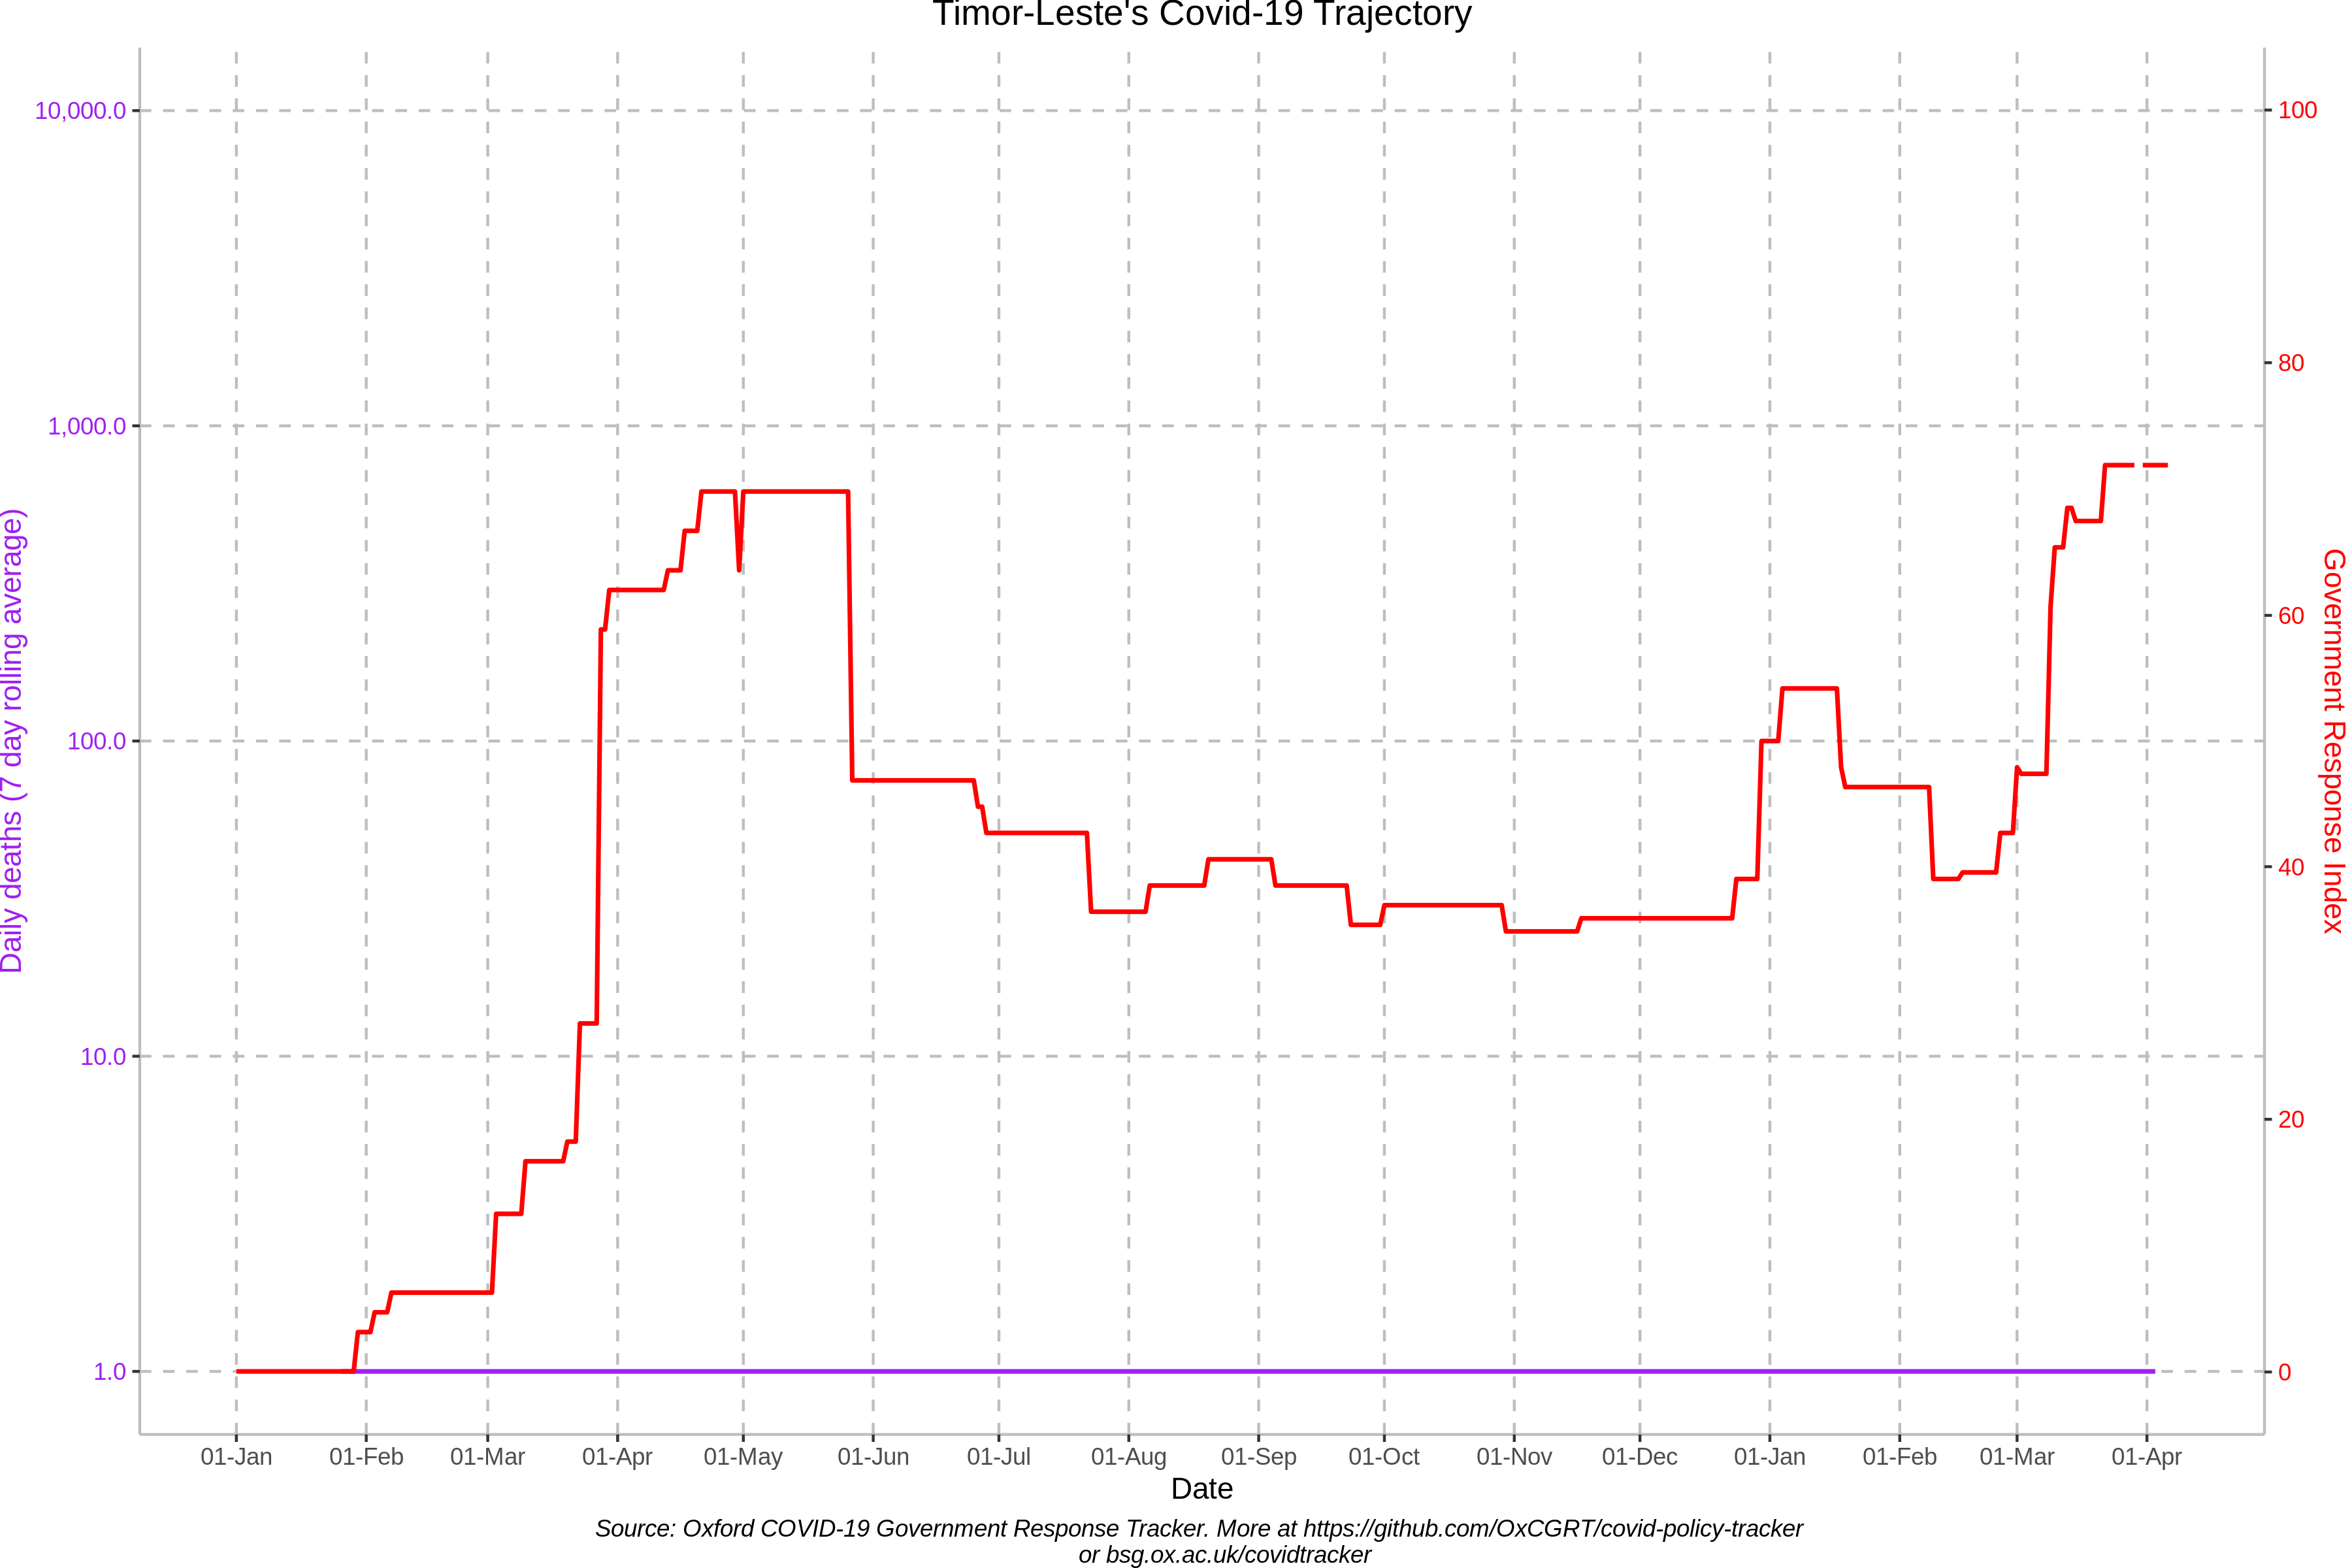 Timor-Leste's Covid-19 Trajectory
10,000.0
1,000.0
100.0
10.0
1.0
Daily deaths (7 day rolling average)
100
80
60
40
20
0
Government Response Index
01-Jan 01-Feb 01-Mar 01-Apr 01-May 01-Jun 01-Jul 01-Aug 01-Sep 01-Oct 01-Nov 01-Dec 01-Jan 01-Feb 01-Mar 01-Apr
Date
Source: Oxford COVID-19 Government Response Tracker. More at https://github.com/OxCGRT/covid-policy-tracker
or bsg.ox.ac.uk/covidtracker